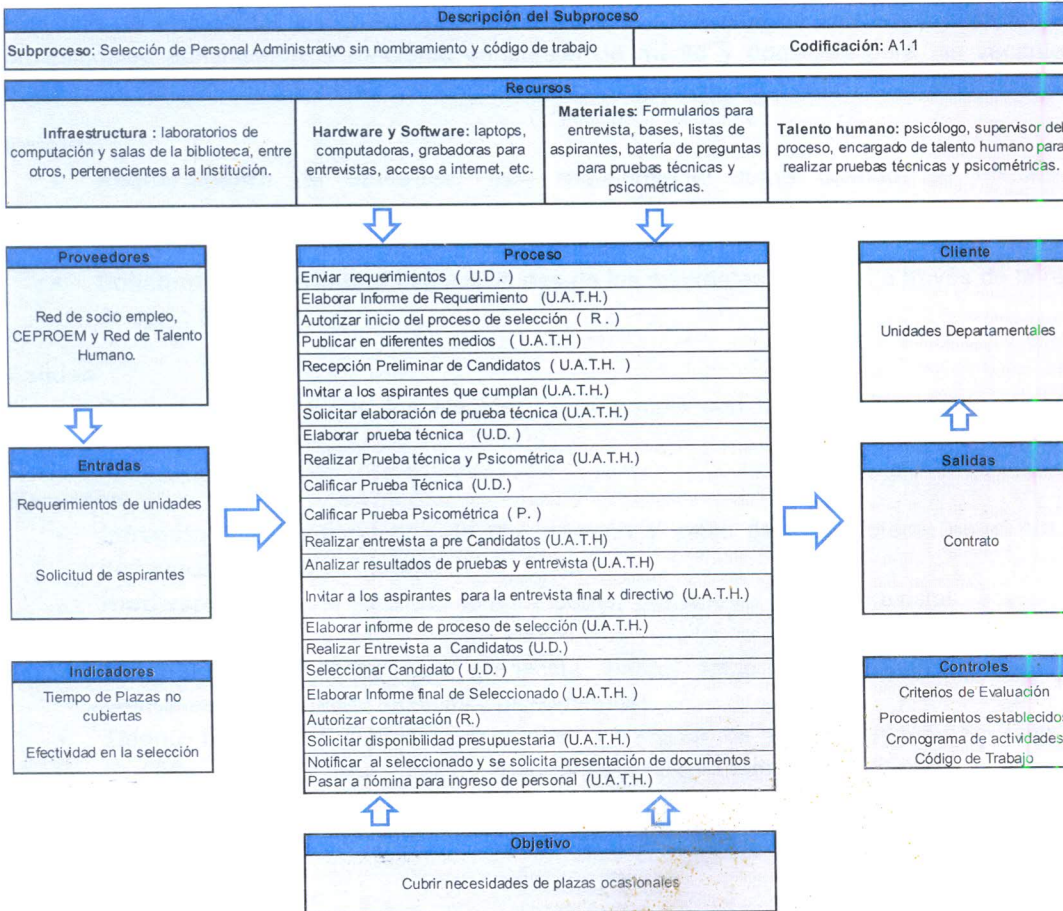 Descripción del Subproceso
Subproceso: Selección de Personal Administrativo sin nombramiento y código de trabajo
Codificación: A1.1
Recursos
Infraestructura : laboratorios de
computación y salas de la biblioteca, entre
otros, pertenecientes a la Institución.
Hardware y Software: laptops,
computadoras, grabadoras para
entrevistas, acceso a internet, etc.
Materiales: Formularios para
entrevista, bases, listas de
aspirantes, batería de preguntas
para pruebas técnicas y
psicométricas.
Talento humano: psicólogo, supervisor del
proceso, encargado de talento humano para
realizar pruebas técnicas y psicométricas.
Proveedores
Red de socio empleo,
CEPROEM y Red de Talento
Humano.
Entradas
Requerimientos de unidades
Solicitud de aspirantes
Indicadores
Tiempo de Plazas no
cubiertas
Efectividad en la selección
Proceso
Enviar requerimientos ( U.D. )
Elaborar Informe de Requerimiento (U.A.T.H.)
Autorizar inicio del proceso de selección ( R . )
Publicar en diferentes medios ( U.A.T.H )
Recepción Preliminar de Candidatos ( U.A.T.H. )
Invitar a los aspirantes que cumplan (U.A.T.H.)
Solicitar elaboración de prueba técnica (U.A.T.H.)
Elaborar prueba técnica (U.D. )
Realizar Prueba técnica y Psicométrica (U.A.T.H.)
Calificar Prueba Técnica (U.D.)
Calificar Prueba Psicométrica ( P. )
Realizar entrevista a pre Candidatos (U.A.T.H)
Analizar resultados de pruebas y entrevista (U.A.T.H)
Invitar a los aspirantes para la entrevista final x directivo (U.A.T.H.)
Elaborar informe de proceso de selección (U.A.T.H.)
Realizar Entrevista a Candidatos (U.D.)
Seleccionar Candidato ( U.D. )
Elaborar Informe final de Seleccionado ( U.A.T.H. )
Autorizar contratación (R.)
Solicitar disponibilidad presupuestaria (U.A.T.H.)
Notificar al seleccionado y se solicita presentación de documentos
Pasar a nómina para ingreso de personal (U.A.T.H.)
Cliente
Unidades Departamentales
Salidas
Contrato
Controles
Criterios de Evaluación
Procedimientos establecidos
Cronograma de actividades
Código de Trabajo
Objetivo
Cubrir necesidades de plazas ocasionales